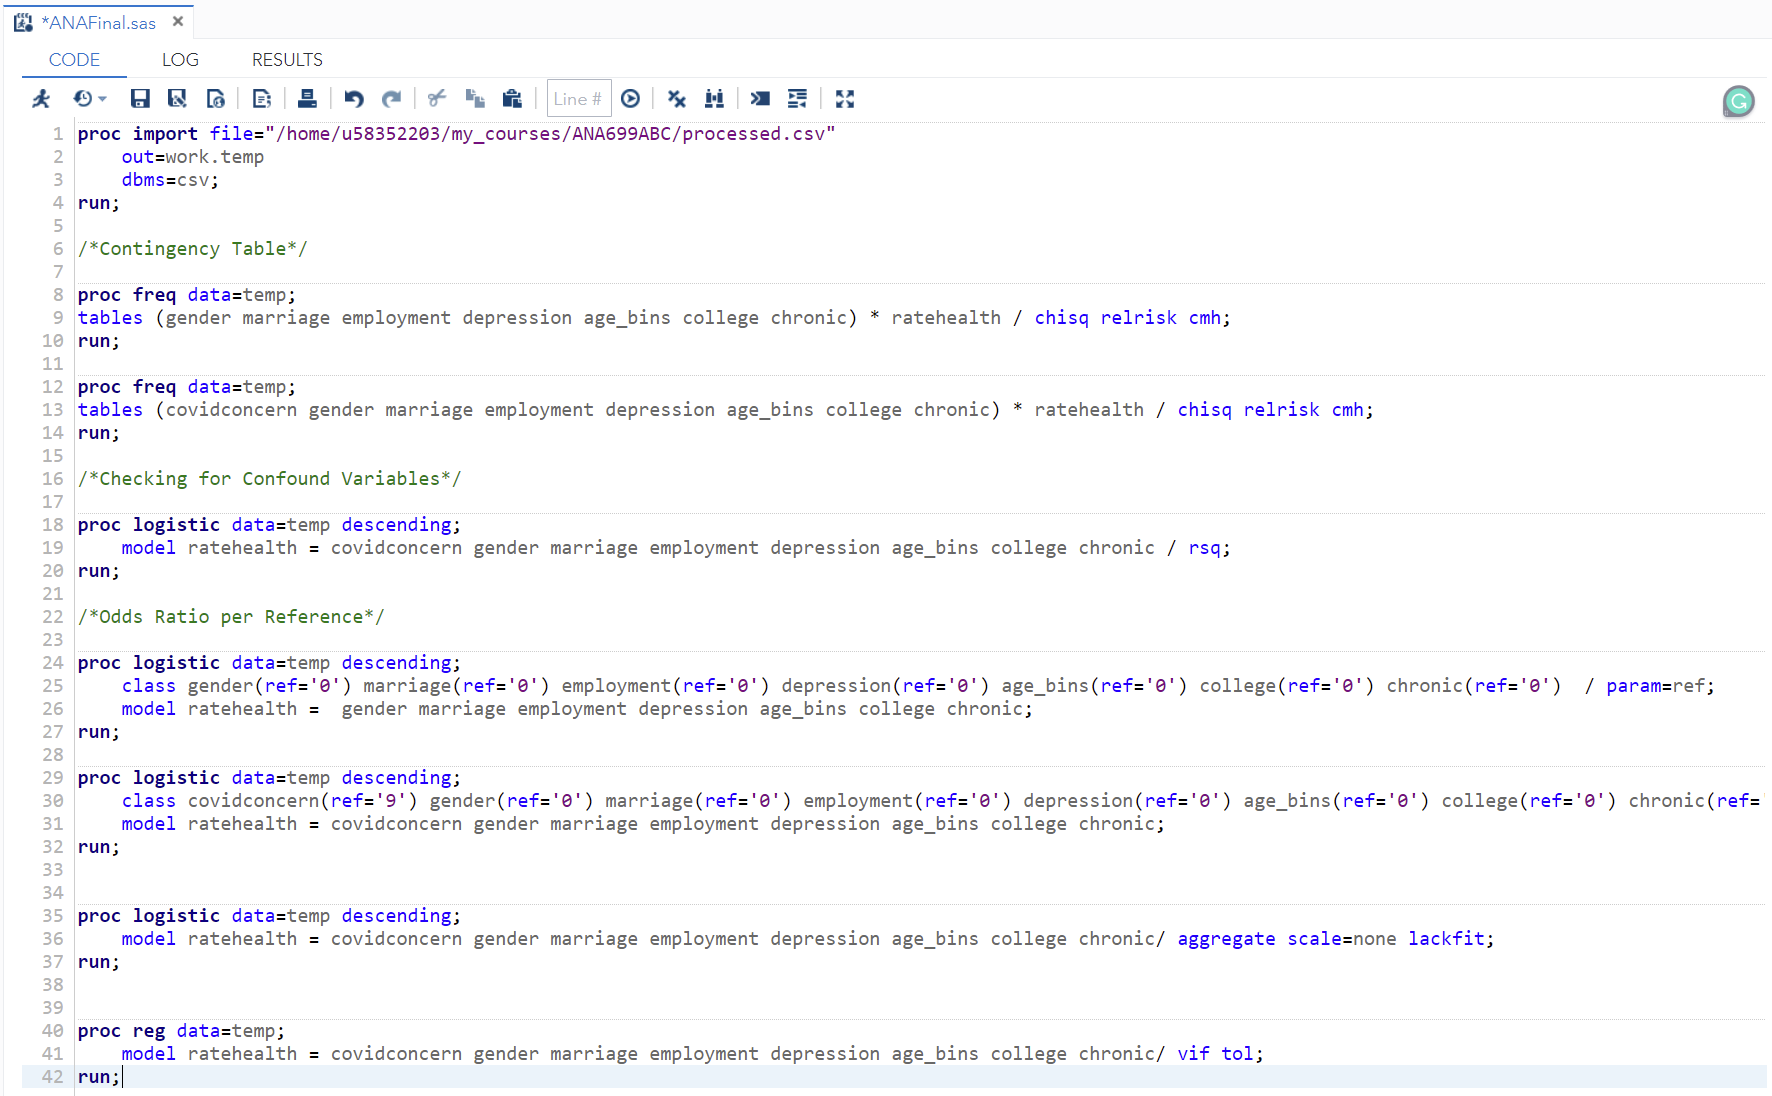 *ANAFinal.sas ×
CODE LOG RESULTS
Line #
1 proc import file="/home/u58352203/my_courses/ANA699ABC/processed.csv"
2 out=work.temp
3 dbms=csv;
4 run;
5
6 /*Contingency Table*/
7
8 proc freq data=temp;
9 tables (gender marriage employment depression age_bins college chronic) * ratehealth / chisq relrisk cmh;
10 run;
11
12 proc freq data=temp;
13 tables (covidconcern gender marriage employment depression age_bins college chronic) * ratehealth / chisq relrisk cmh;
14 run;
15
16 /*Checking for Confound Variables*/
17
18 proc logistic data=temp descending;
19 model ratehealth = covidconcern gender marriage employment depression age_bins college chronic / rsq;
20 run;
21
22 /*Odds Ratio per Reference*/
23
24 proc logistic data=temp descending;
25 class gender(ref='0') marriage(ref='0') employment(ref='0') depression(ref='0') age_bins(ref='0') college(ref='0') chronic(ref='0')  / param=ref;
26 model ratehealth =  gender marriage employment depression age_bins college chronic;
27 run;
28
29 proc logistic data=temp descending;
30 class covidconcern(ref='9') gender(ref='0') marriage(ref='0') employment(ref='0') depression(ref='0') age_bins(ref='0') college(ref='0') chronic(ref='
31 model ratehealth = covidconcern gender marriage employment depression age_bins college chronic;
32 run;
33
34
35 proc logistic data=temp descending;
36 model ratehealth = covidconcern gender marriage employment depression age_bins college chronic/ aggregate scale=none lackfit;
37 run;
38
39
40 proc reg data=temp;
41 model ratehealth = covidconcern gender marriage employment depression age_bins college chronic/ vif tol;
42 run;